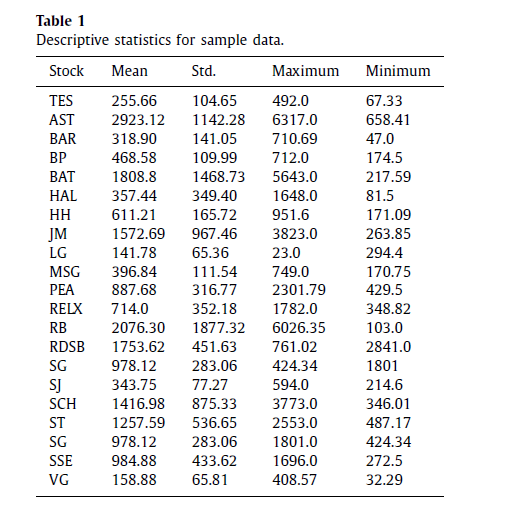 Table 1
Descriptive statistics for sample data.
Stock Mean Std. Maximum Minimum
TES 255.66 104.65 492.0 67.33
AST 2923.12 1142.28 6317.0 658.41
BAR 318.90 141.05 710.69 47.0
BP 468.58 109.99 712.0 174.5
BAT 1808.8 1468.73 5643.0 217.59
HAL 357.44 349.40 1648.0 81.5
HH 611.21 165.72 951.6 171.09
JM 1572.69 967.46 3823.0 263.85
LG 141.78 65.36 23.0 294.4
MSG 396.84 111.54 749.0 170.75
PEA 887.68 316.77 2301.79 429.5
RELX 714.0 352.18 1782.0 348.82
RB 2076.30 1877.32 6026.35 103.0
RDSB 1753.62 451.63 761.02 2841.0
SG 978.12 283.06 424.34 1801
SJ 343.75 77.27 594.0 214.6
SCH 1416.98 875.33 3773.0 346.01
ST 1257.59 536.65 2553.0 487.17
SG 978.12 283.06 1801.0 424.34
SSE 984.88 433.62 1696.0 272.5
VG 158.88 65.81 408.57 32.29